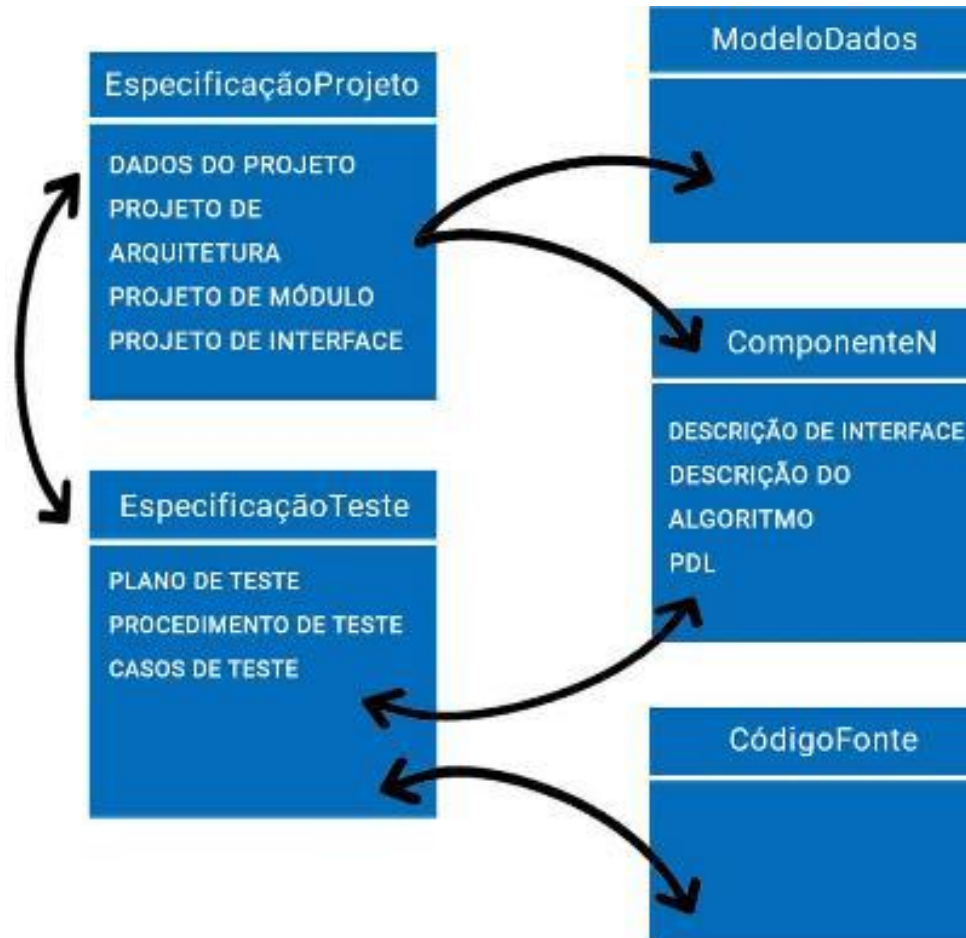 EspecificaçãoProjeto
DADOS DO PROJETO
PROJETO DE
ARQUITETURA
PROJETO DE MÓDULO
PROJETO DE INTERFACE
EspecificaçãoTeste
PLANO DE TESTE
PROCEDIMENTO DE TESTE
CASOS DE TESTE
ModeloDados
ComponenteN
DESCRIÇÃO DE INTERFACE
DESCRIÇÃO DO
ALGORITMO
PDL
CódigoFonte